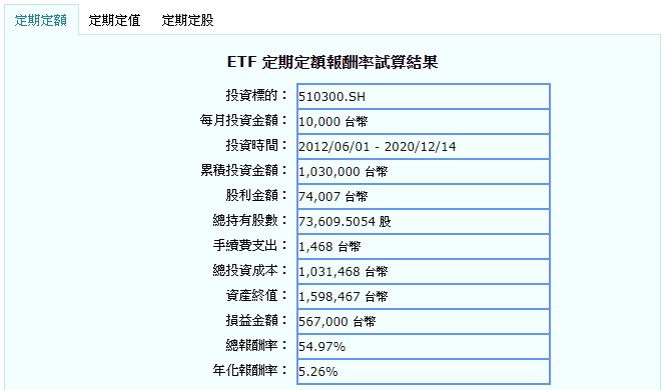 定期定額 定期定值 定期定股
ETF 定期定額報酬率試算結果
投資標的： 510300.SH
每月投資金額： 10,000 台幣
投資時間： 2012/06/01 - 2020/12/14
累積投資金額： 1,030,000 台幣
股利金額： 74,007 台幣
總持有股數： 73,609.5054 股
手續費支出： 1,468 台幣
總投資成本： 1,031,468 台幣
資產終值： 1,598,467 台幣
損益金額： 567,000 台幣
總報酬率： 54.97%
年化報酬率： 5.26%